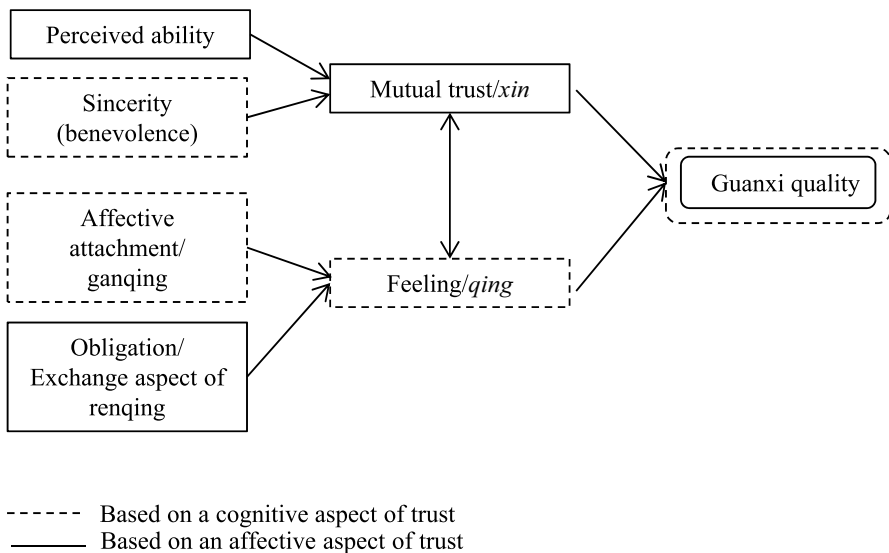 Perceived ability
Sincerity
(benevolence)
Affective
attachment/
ganqing
Obligation/
Exchange aspect of
renqing
Mutual trust/xin
Feeling/qing
Guanxi quality
Based on a cognitive aspect of trust
Based on an affective aspect of trust